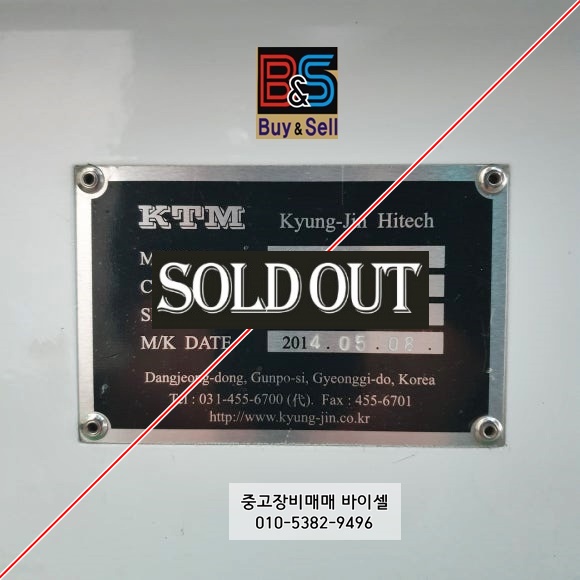 B&S
Buy & Sell
KTM Kyung-Jin Hitech
SOLD OUT
M/K DATE 2014.05.08.
Dangjeong-dong, Gunpo-si, Gyeonggi-do, Korea
Tel : 031-455-6700 (代). Fax : 455-6701
http://www.kyung-jin.co.kr
중고장비매매 바이셀
010-5382-9496